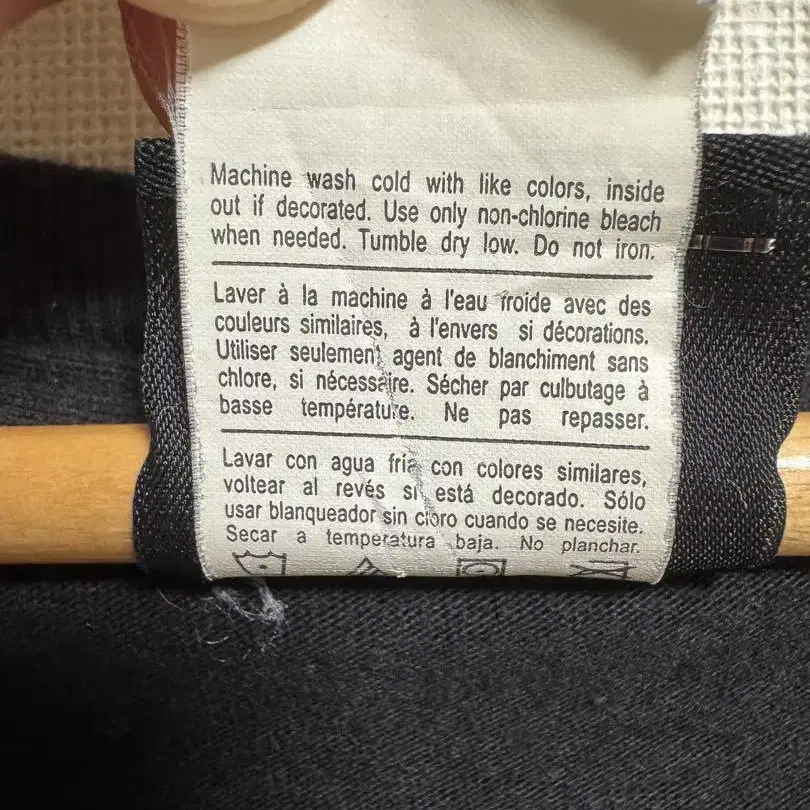 Machine wash cold with like colors, inside
out if decorated. Use only non-chlorine bleach
when needed. Tumble dry low. Do not iron.
Laver à la machine à l'eau froide avec des
couleurs similaires, à l'envers si décorations.
Utiliser seulement agent de blanchiment sans
chlore, si nécessaire. Sécher par culbutage à
basse température. Ne pas repasser.
Lavar con agua fria con colores similares,
voltear al revés si está decorado. Sólo
usar blanqueador sin cloro cuando se necesite.
Secar a temperatura baja. No planchar.